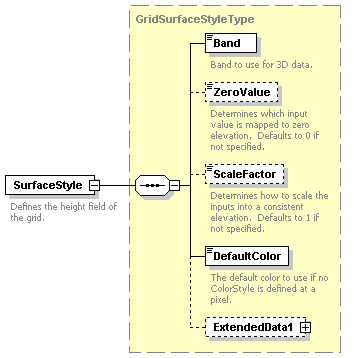 GridSurfaceStyleType
Band
Band to use for 3D data.
ZeroValue
Determines which input
value is mapped to zero
elevation.  Defaults to 0 if
not specified.
SurfaceStyle
Defines the height field of
the grid.
ScaleFactor
Determines how to scale the
inputs into a consistent
elevation.  Defaults to 1 if
not specified.
DefaultColor
The default color to use if no
ColorStyle is defined at a
pixel.
ExtendedData1